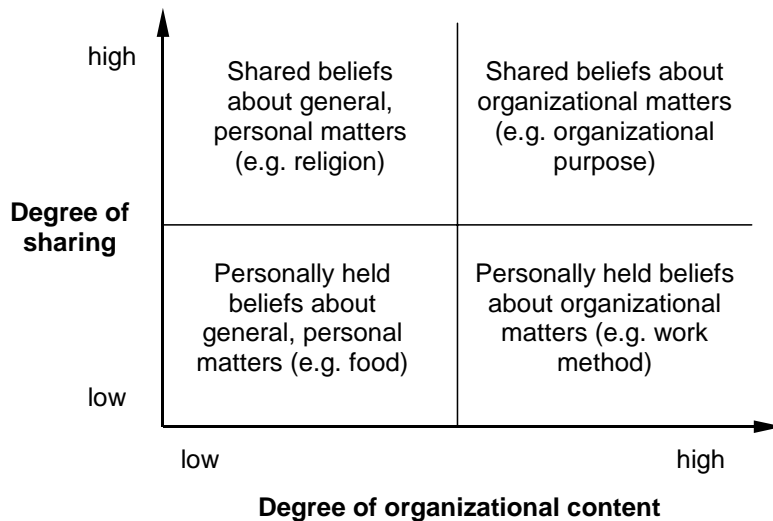 high
Shared beliefs
about general,
personal matters
(e.g. religion)
Shared beliefs about
organizational matters
(e.g. organizational
purpose)
Degree of
sharing
Personally held
beliefs about
general, personal
matters (e.g. food)
Personally held beliefs
about organizational
matters (e.g. work
method)
low
low
high
Degree of organizational content